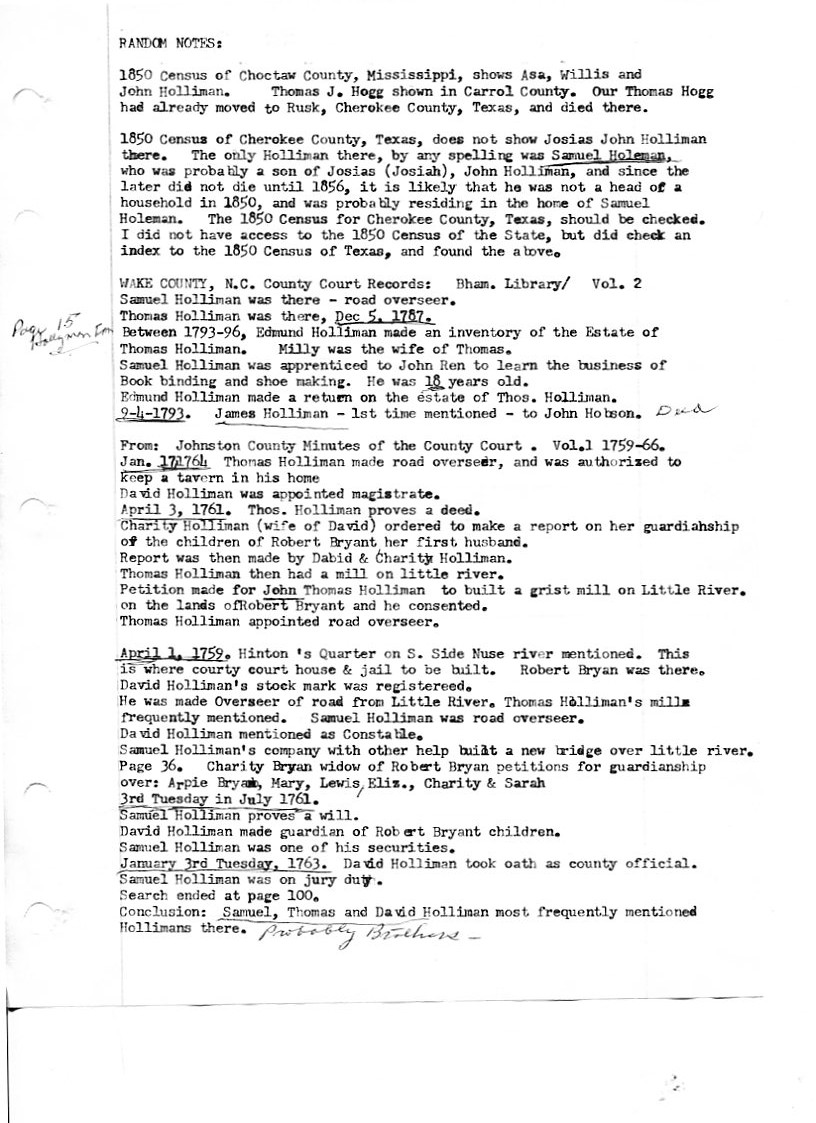 RANDOM NOTES:
1850 Census of Choctaw County, Mississippi, shows Asa, Willis and
John Holliman. Thomas J. Hogg shown in Carrol County. Our Thomas Hogg
had already moved to Rusk, Cherokee County, Texas, and died there.
1850 Census of Cherokee County, Texas, does not show Josias John Holliman
there. The only Holliman there, by any spelling was Samuel Holeman,
who was probably a son of Josias (Josiah), John Holliman, and since the
later did not die until 1856, it is likely that he was not a head of a
household in 1850, and was probably residing in the home of Samuel
Holeman. The 1850 Census for Cherokee County, Texas, should be checked.
I did not have access to the 1850 Census of the State, but did check an
index to the 1850 Census of Texas, and found the above.
WAKE COUNTY, N.C. County Court Records: Bham. Library/ Vol. 2
Samuel Holliman was there - road overseer.
Thomas Holliman was there, Dec 5, 1787.
Page 15
Between 1793-96, Edmund Holliman made an inventory of the Estate of
Thomas Holliman. Milly was the wife of Thomas.
Samuel Holliman was apprenticed to John Ren to learn the business of
Book binding and shoe making. He was 18 years old.
Edmund Holliman made a return on the estate of Thos. Holliman.
9-4-1793. James Holliman - 1st time mentioned - to John Hobson. Deed
From: Johnston County Minutes of the County Court . Vol.1 1759-66.
Jan. 171764 Thomas Holliman made road overseer, and was authorized to
keep a tavern in his home
David Holliman was appointed magistrate.
April 3, 1761. Thos. Holliman proves a deed.
Charity Holliman (wife of David) ordered to make a report on her guardiahship
of the children of Robert Bryant her first husband.
Report was then made by Dabid & Charity Holliman.
Thomas Holliman then had a mill on little river.
Petition made for John Thomas Holliman to built a grist mill on Little River.
on the lands ofRobert Bryant and he consented.
Thomas Holliman appointed road overseer.
April 1, 1759. Hinton 's Quarter on S. Side Nuse river mentioned. This
is where courty court house & jail to be built. Robert Bryan was there.
David Holliman's stock mark was registereed.
He was made Overseer of road from Little River. Thomas Holliman's mills
frequently mentioned. Samuel Holliman was road overseer.
David Holliman mentioned as Constable.
Samuel Holliman's company with other help built a new bridge over little river.
Page 36. Charity Bryan widow of Robert Bryan petitions for guardianship
over: Arpie Bryan, Mary, Lewis, Eliz., Charity & Sarah
3rd Tuesday in July 1761.
Samuel Holliman proves a will.
David Holliman made guardian of Robert Bryant children.
Samuel Holliman was one of his securities.
January 3rd Tuesday, 1763. David Holliman took oath as county official.
Samuel Holliman was on jury duty.
Search ended at page 100.
Conclusion: Samuel, Thomas and David Holliman most frequently mentioned
Hollimans there. Probably Brothers -